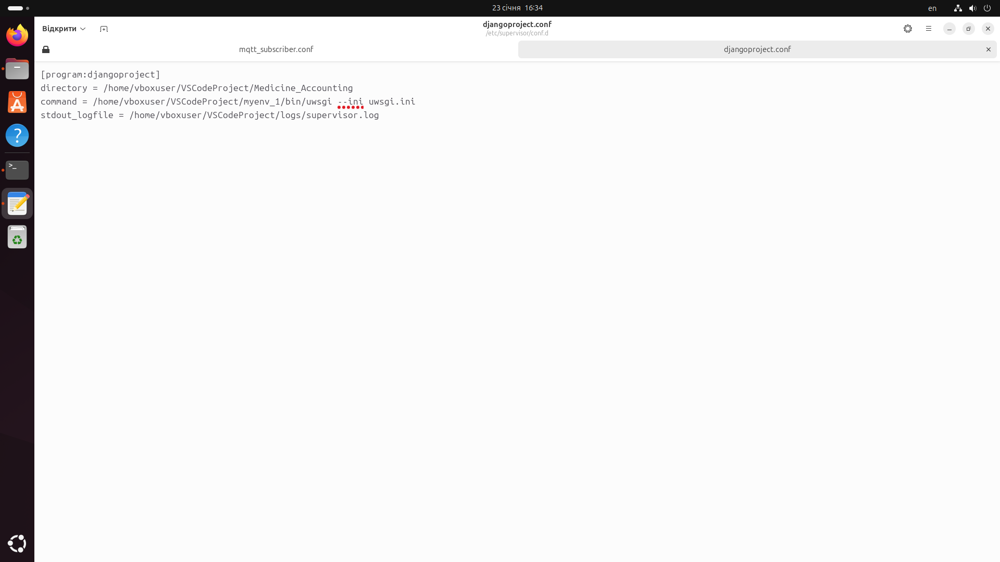 23 січня 16:34
en
Відкрити
djangoproject.conf
/etc/supervisor/conf.d
mqtt_subscriber.conf
djangoproject.conf
[program:djangoproject]
directory = /home/vboxuser/VSCodeProject/Medicine_Accounting
command = /home/vboxuser/VSCodeProject/myenv_1/bin/uwsgi --ini uwsgi.ini
stdout_logfile = /home/vboxuser/VSCodeProject/logs/supervisor.log